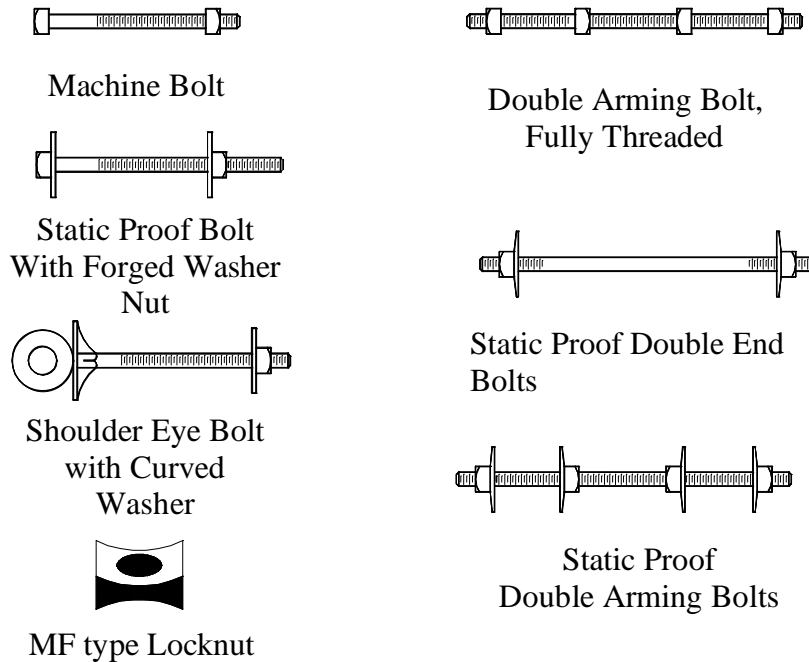 Machine Bolt
Double Arming Bolt,
Fully Threaded
Static Proof Bolt
With Forged Washer
Nut
Static Proof Double End
Bolts
Shoulder Eye Bolt
with Curved
Washer
Static Proof
Double Arming Bolts
MF type Locknut